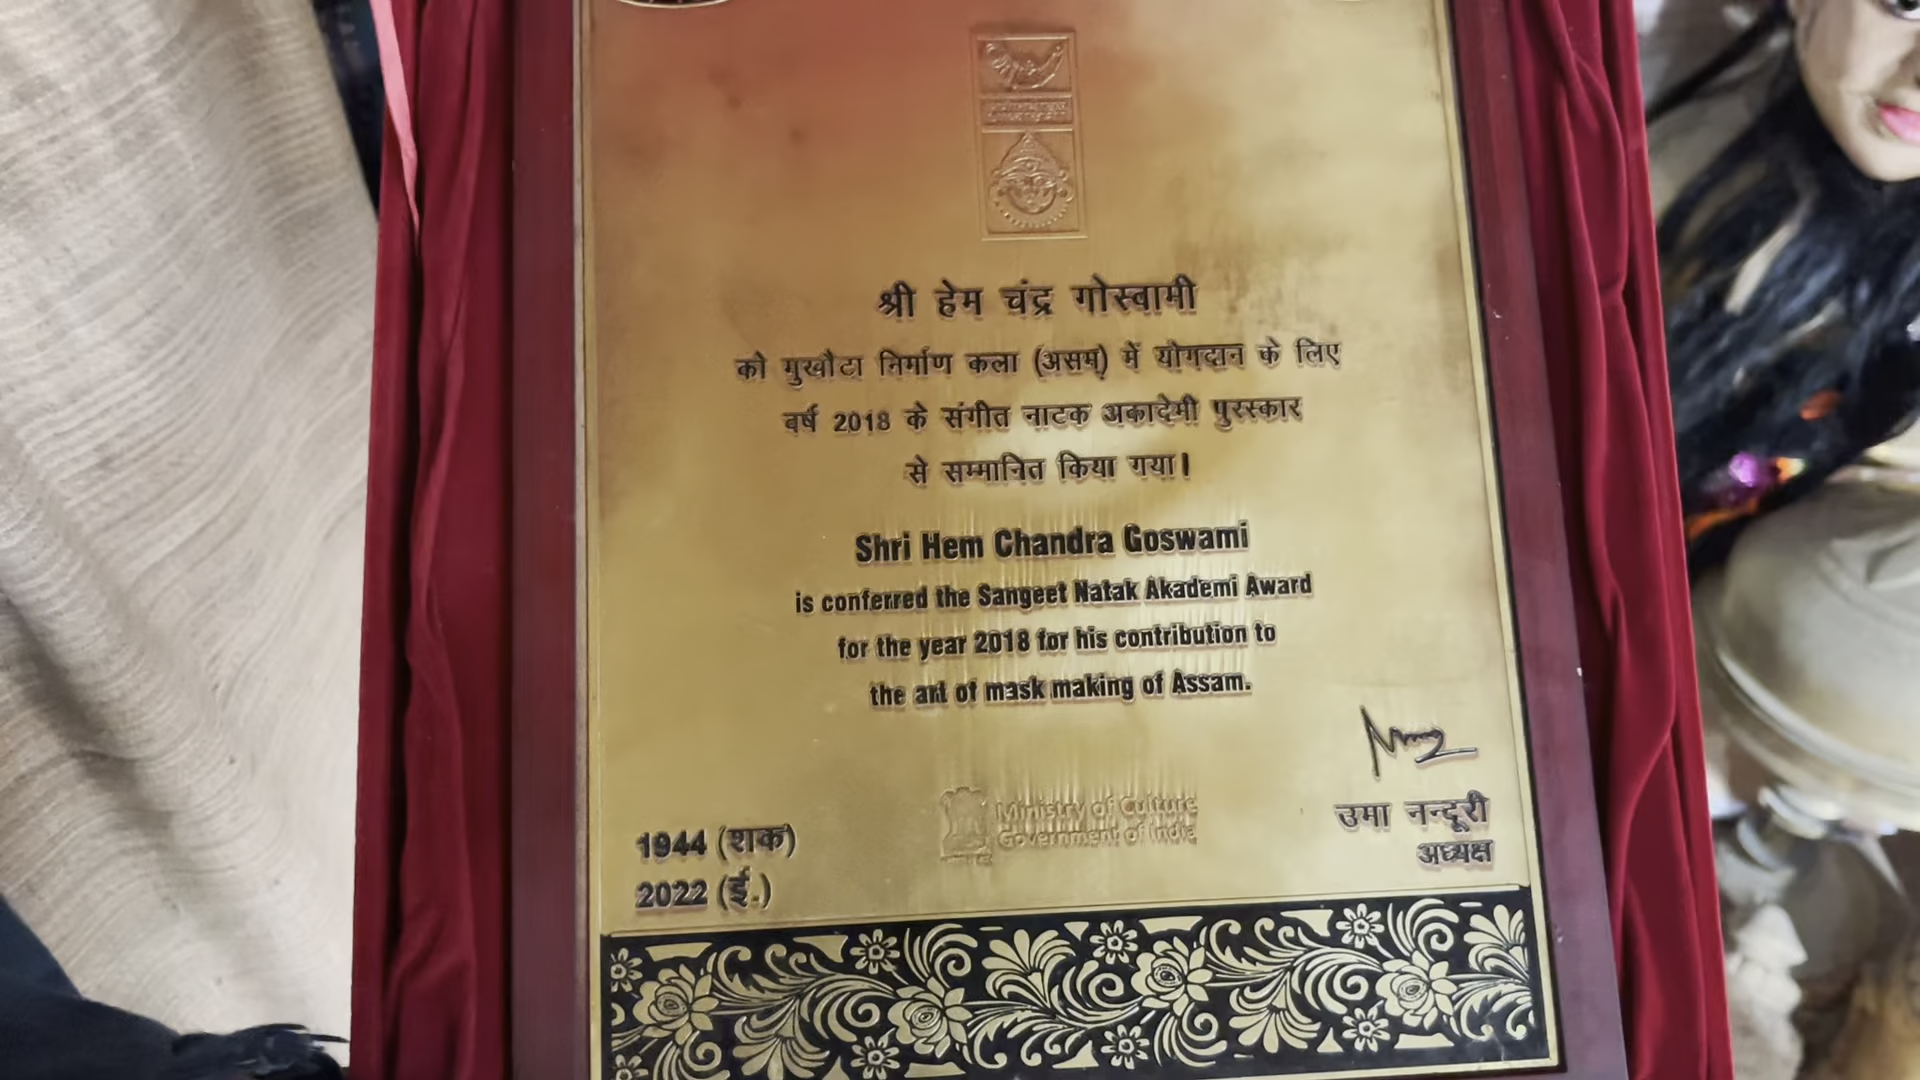 श्री हेम चंद्र गोस्वामी
को मुखौटा निर्माण कला (असम) में योगदान के लिए
वर्ष 2018 के संगीत नाटक अकादेमी पुरस्कार
से सम्मानित किया गया।
Shri Hem Chandra Goswami
is conferred the Sangeet Natak Akademi Award
for the year 2018 for his contribution to
the art of mask making of Assam.
Ministry of Culture
Government of India
1944 (शक)
2022 (ई.)
उमा नन्दूरी
अध्यक्ष